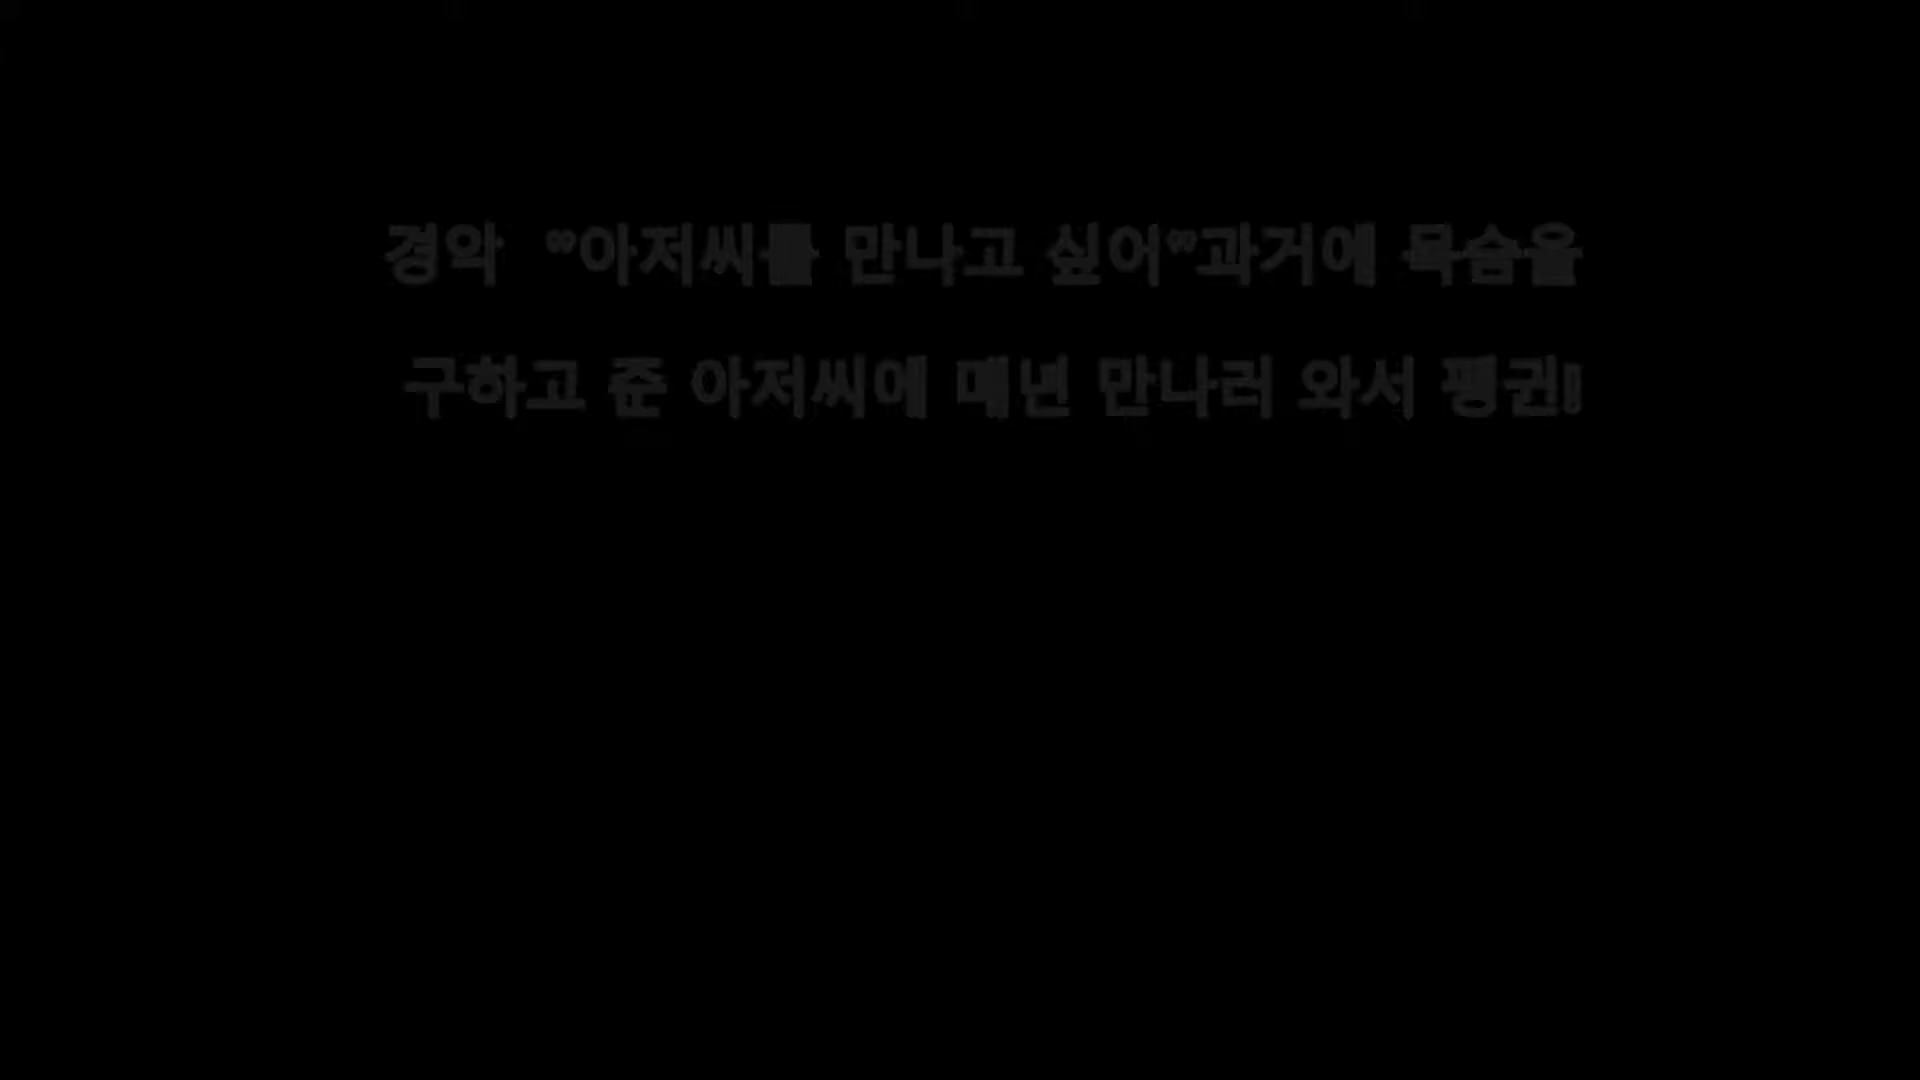 경악 "아저씨를 만나고 싶어"과거에 목숨을
구하고 준 아저씨에 매년 만나러 와서 펭귄!